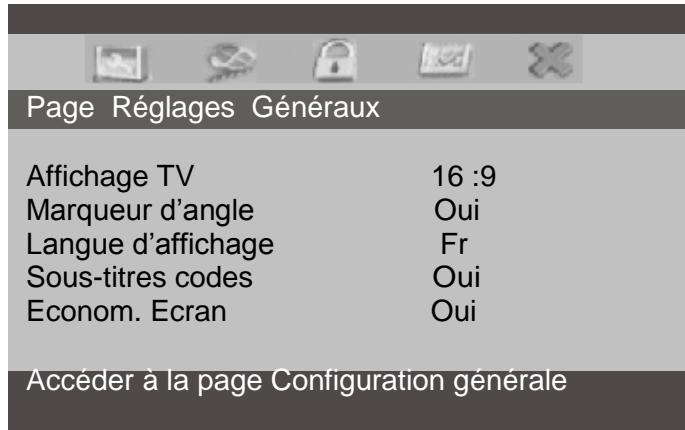 Page Réglages Généraux
Affichage TV 16 :9
Marqueur d’angle Oui
Langue d’affichage Fr
Sous-titres codes Oui
Econom. Ecran Oui
Accéder à la page Configuration générale